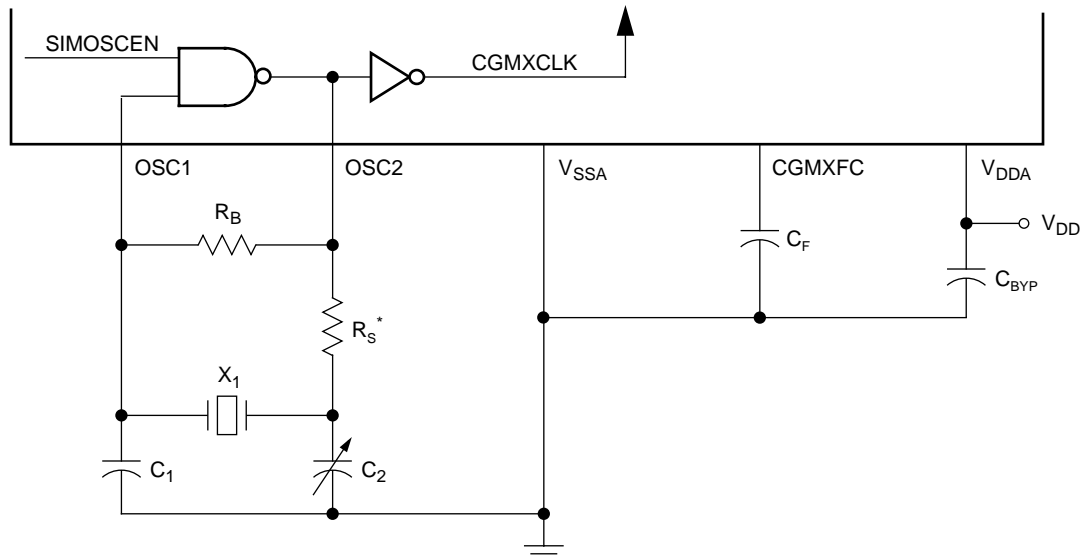 SIMOSCEN
CGMXCLK
OSC1
OSC2
VSSA
CGMXFC
VDDA
RB
VDD
CF
CBYP
RS*
X1
C1
C2